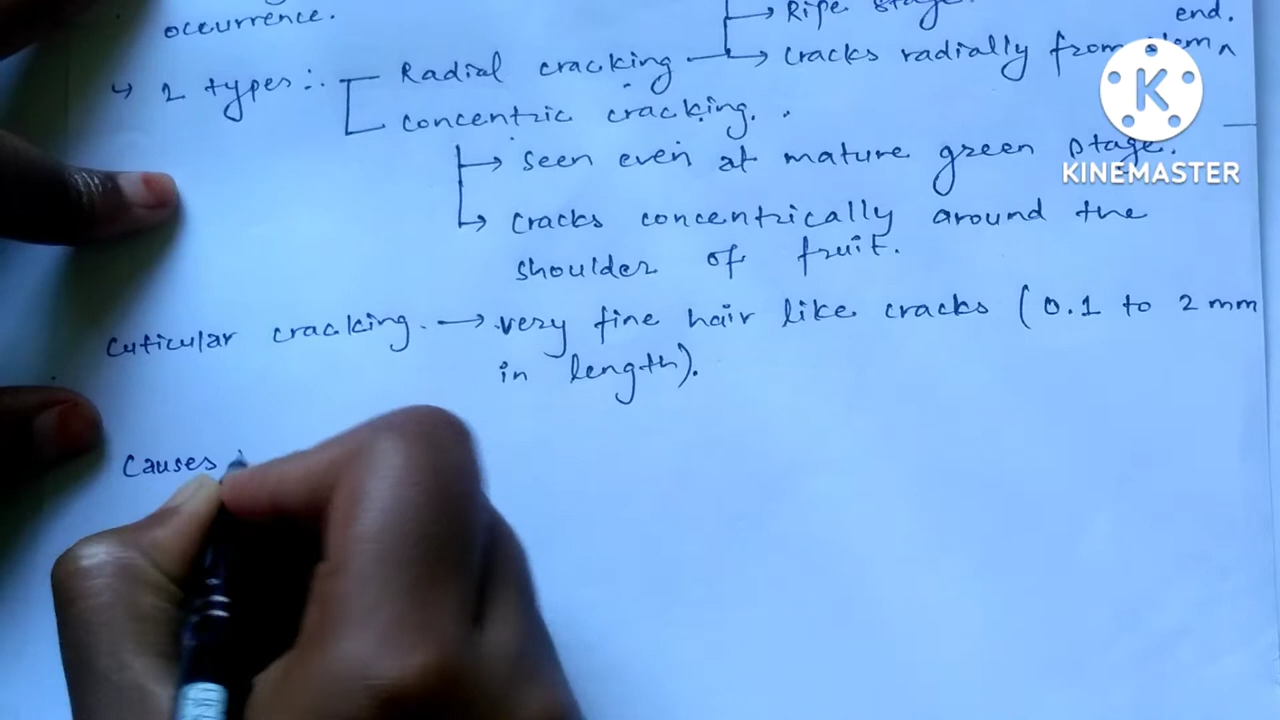 occurrence.
→ Ripe stage.
end.
↳ 2 types :. Radial cracking → cracks radially from stem ^
concentric cracking.
→ seen even at mature green stage.
→ cracks concentrically around the
shoulder of fruit.
Cuticular cracking. → very fine hair like cracks (0.1 to 2 mm
in length).
Causes
K
KINEMASTER